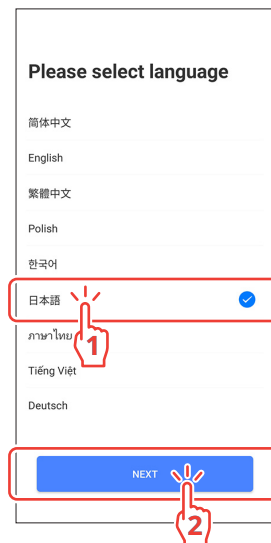 Please select language
简体中文
English
繁體中文
Polish
한국어
日本語
1
ภาษาไทย
Tiếng Việt
Deutsch
NEXT
2